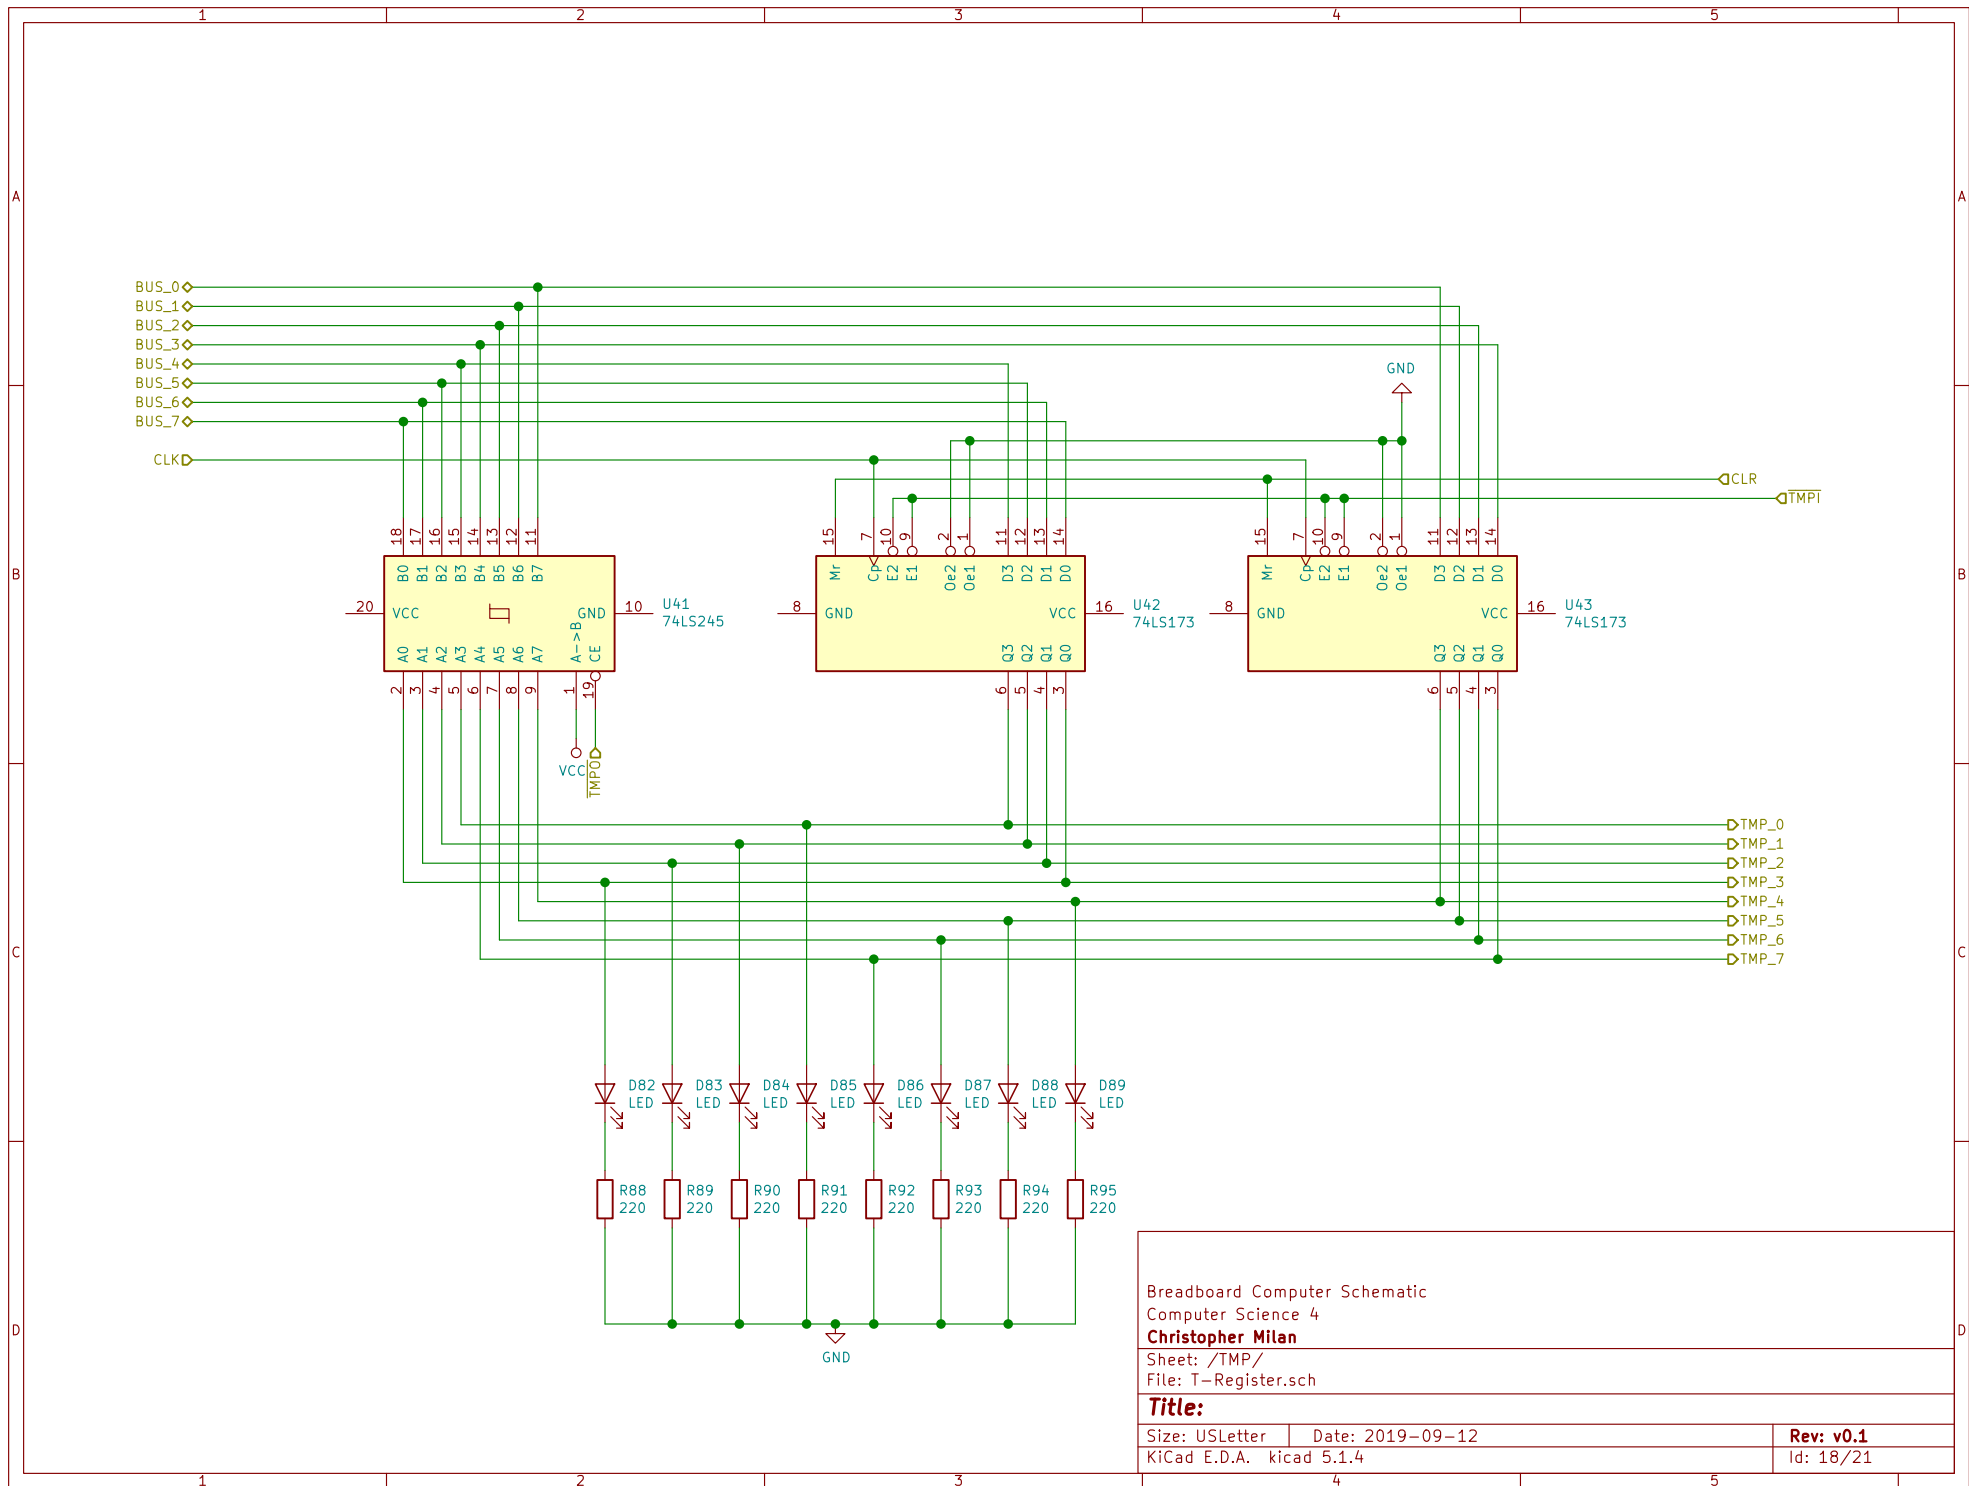 1 2 3 4 5
A A
BUS_0
BUS_1
BUS_2
BUS_3
BUS_4
BUS_5
BUS_6
BUS_7
CLK
GND
CLR
TMPI
18 17 16 15 14 13 12 11
15 7 10 9 2 1 11 12 13 14
15 7 10 9 2 1 11 12 13 14
B B
B0 B1 B2 B3 B4 B5 B6 B7
Mr Cp E2 E1 Oe2 Oe1 D3 D2 D1 D0
Mr Cp E2 E1 Oe2 Oe1 D3 D2 D1 D0
20 VCC GND 10
U41
74LS245
8 GND VCC 16
U42
74LS173
8 GND VCC 16
U43
74LS173
A0 A1 A2 A3 A4 A5 A6 A7 A->B CE
Q3 Q2 Q1 Q0
Q3 Q2 Q1 Q0
2 3 4 5 6 7 8 9 1 19
6 5 4 3
6 5 4 3
VCC
TMPO
TMP_0
TMP_1
TMP_2
TMP_3
TMP_4
TMP_5
TMP_6
TMP_7
C C
D82 D83 D84 D85 D86 D87 D88 D89
LED LED LED LED LED LED LED LED
R88 R89 R90 R91 R92 R93 R94 R95
220 220 220 220 220 220 220 220
GND
D D
Breadboard Computer Schematic
Computer Science 4
Christopher Milan
Sheet: /TMP/
File: T-Register.sch
Title:
Size: USLetter Date: 2019-09-12 Rev: v0.1
KiCad E.D.A. kicad 5.1.4 Id: 18/21
1 2 3 4 5